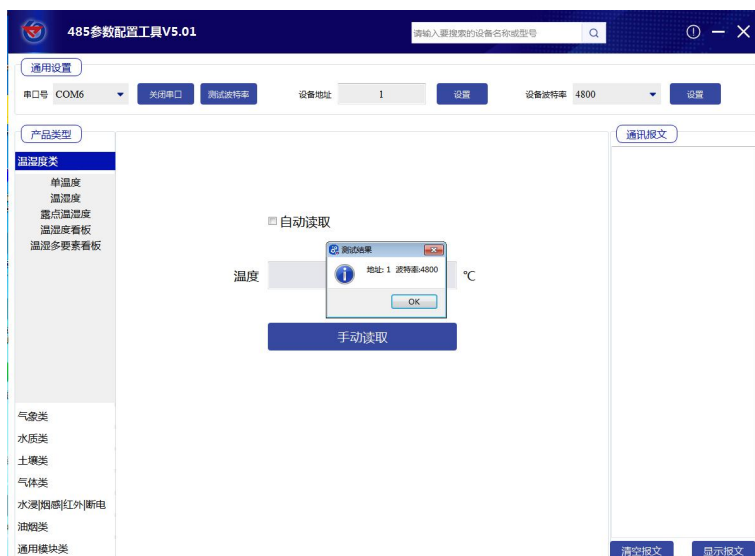 485参数配置工具V5.01
请输入要搜索的设备名称或型号
通用设置
串口号 COM6 关闭串口 测试波特率 设备地址 1 设置 设备波特率 4800 设置
产品类型
通讯报文
温湿度类
单温度
温湿度
露点温湿度
温湿度看板
温湿多要素看板
自动读取
测试结果
地址: 1 波特率:4800
OK
温度 ℃
手动读取
气象类
水质类
土壤类
气体类
水浸|烟感|红外|断电
油烟类
通用模块类
清空报文 显示报文